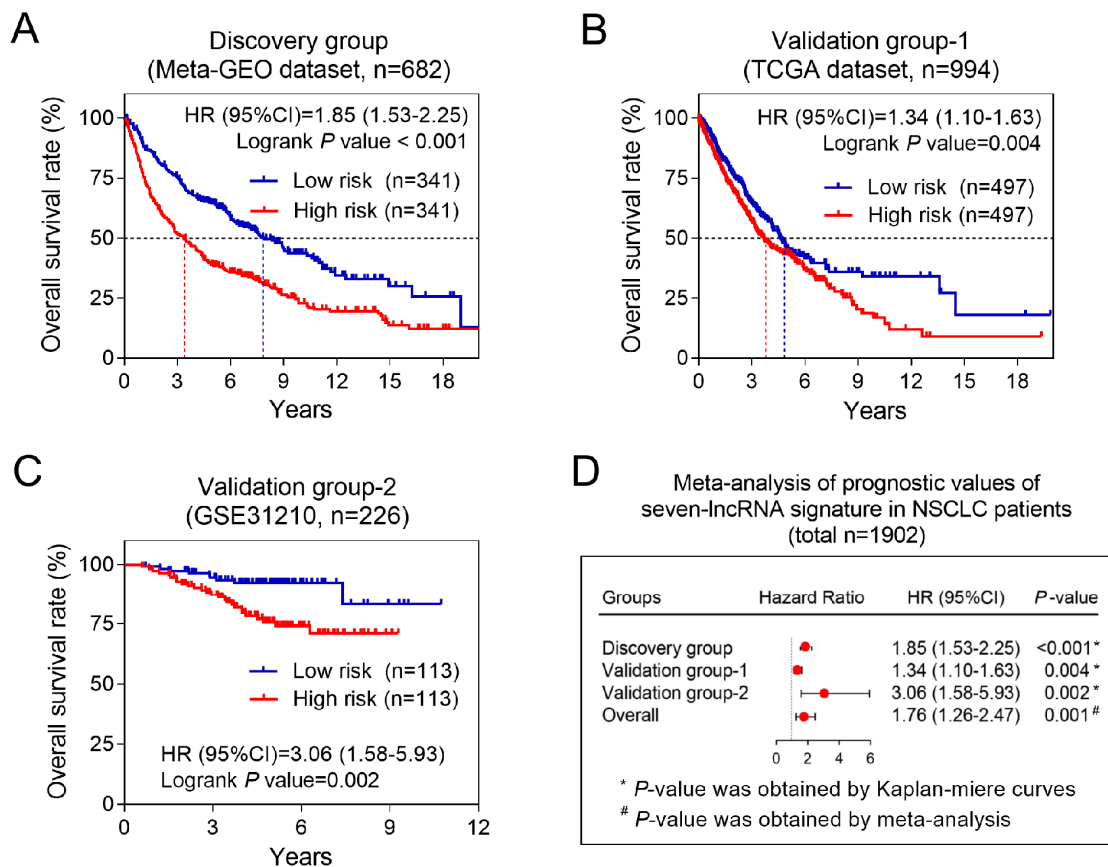 A
Discovery group
(Meta-GEO dataset, n=682)
HR (95%CI)=1.85 (1.53-2.25)
Logrank P value < 0.001
Low risk (n=341)
High risk (n=341)
Overall survival rate (%)
100
75
50
25
0
0 3 6 9 12 15 18
Years
B
Validation group-1
(TCGA dataset, n=994)
HR (95%CI)=1.34 (1.10-1.63)
Logrank P value=0.004
Low risk (n=497)
High risk (n=497)
Overall survival rate (%)
100
75
50
25
0
0 3 6 9 12 15 18
Years
C
Validation group-2
(GSE31210, n=226)
Overall survival rate (%)
100
75
50
25
0
Low risk (n=113)
High risk (n=113)
HR (95%CI)=3.06 (1.58-5.93)
Logrank P value=0.002
0 3 6 9 12
Years
D
Meta-analysis of prognostic values of
seven-lncRNA signature in NSCLC patients
(total n=1902)
Groups Hazard Ratio HR (95%CI) P-value
Discovery group 1.85 (1.53-2.25) <0.001*
Validation group-1 1.34 (1.10-1.63) 0.004 *
Validation group-2 3.06 (1.58-5.93) 0.002 *
Overall 1.76 (1.26-2.47) 0.001#
0 2 4 6
* P-value was obtained by Kaplan-miere curves
# P-value was obtained by meta-analysis